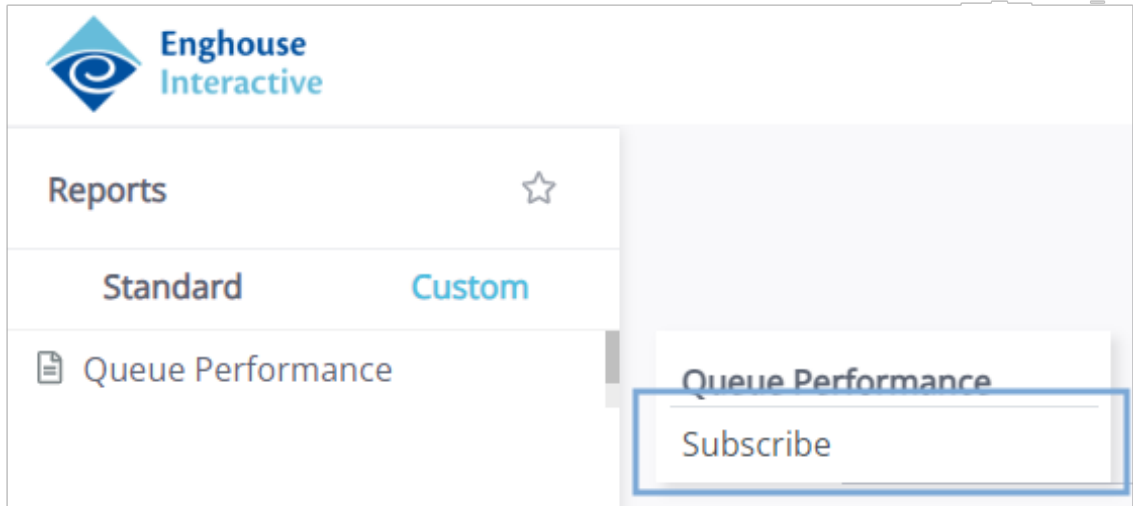 Enghouse
Interactive
Reports
Standard Custom
Queue Performance
Queue Performance
Subscribe